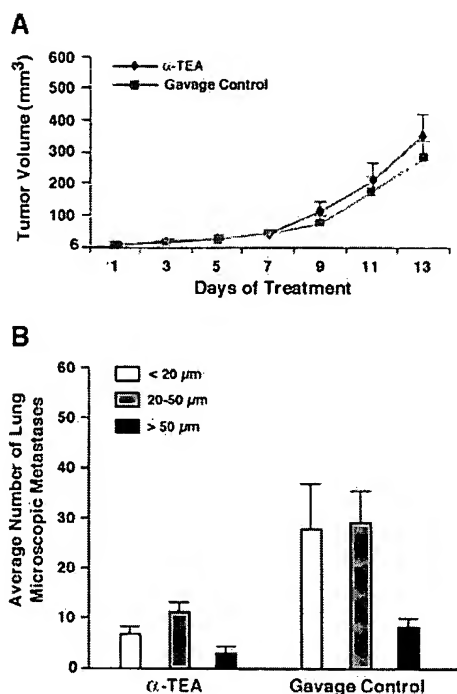 A
Tumor Volume (mm³)
600
500
400
300
200
100
6
α-TEA
Gavage Control
1 3 5 7 9 11 13
Days of Treatment
B
Average Number of Lung
Microscopic Metastases
60
50
40
30
20
10
0
< 20 µm
20-50 µm
> 50 µm
α-TEA Gavage Control